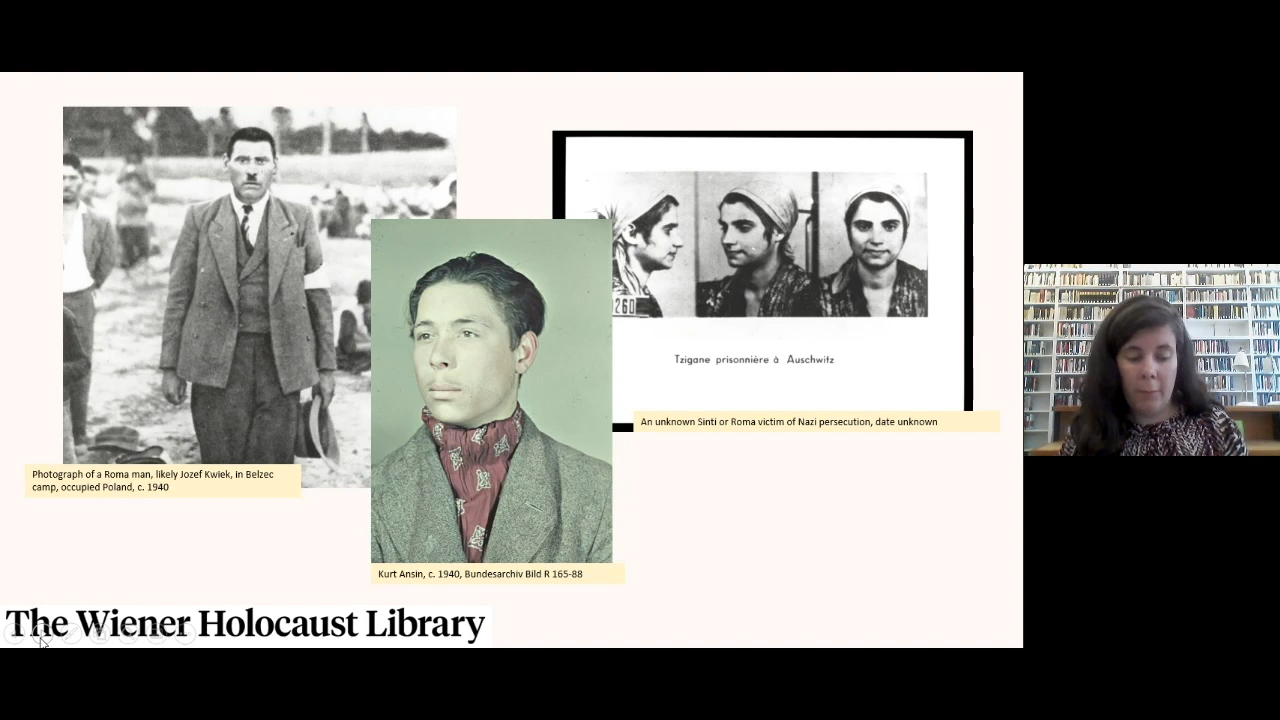 260
Tzigane prisonnière à Auschwitz
An unknown Sinti or Roma victim of Nazi persecution, date unknown
Photograph of a Roma man, likely Jozef Kwiek, in Belzec
camp, occupied Poland, c. 1940
Kurt Ansin, c. 1940, Bundesarchiv Bild R 165-88
The Wiener Holocaust Library